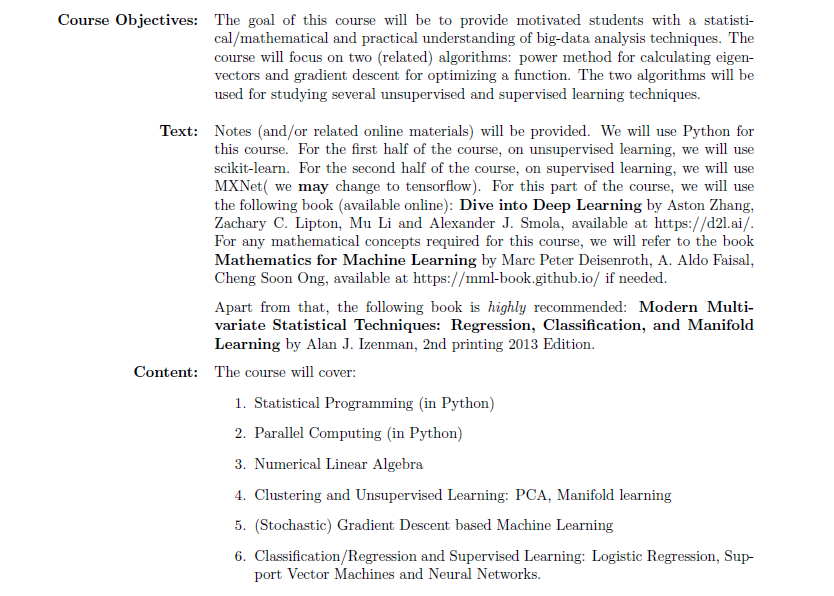 Course Objectives: The goal of this course will be to provide motivated students with a statisti-
cal/mathematical and practical understanding of big-data analysis techniques. The
course will focus on two (related) algorithms: power method for calculating eigen-
vectors and gradient descent for optimizing a function. The two algorithms will be
used for studying several unsupervised and supervised learning techniques.
Text: Notes (and/or related online materials) will be provided. We will use Python for
this course. For the first half of the course, on unsupervised learning, we will use
scikit-learn. For the second half of the course, on supervised learning, we will use
MXNet( we may change to tensorflow). For this part of the course, we will use
the following book (available online): Dive into Deep Learning by Aston Zhang,
Zachary C. Lipton, Mu Li and Alexander J. Smola, available at https://d2l.ai/.
For any mathematical concepts required for this course, we will refer to the book
Mathematics for Machine Learning by Marc Peter Deisenroth, A. Aldo Faisal,
Cheng Soon Ong, available at https://mml-book.github.io/ if needed.
Apart from that, the following book is highly recommended: Modern Multi-
variate Statistical Techniques: Regression, Classification, and Manifold
Learning by Alan J. Izenman, 2nd printing 2013 Edition.
Content: The course will cover:
1. Statistical Programming (in Python)
2. Parallel Computing (in Python)
3. Numerical Linear Algebra
4. Clustering and Unsupervised Learning: PCA, Manifold learning
5. (Stochastic) Gradient Descent based Machine Learning
6. Classification/Regression and Supervised Learning: Logistic Regression, Sup-
port Vector Machines and Neural Networks.